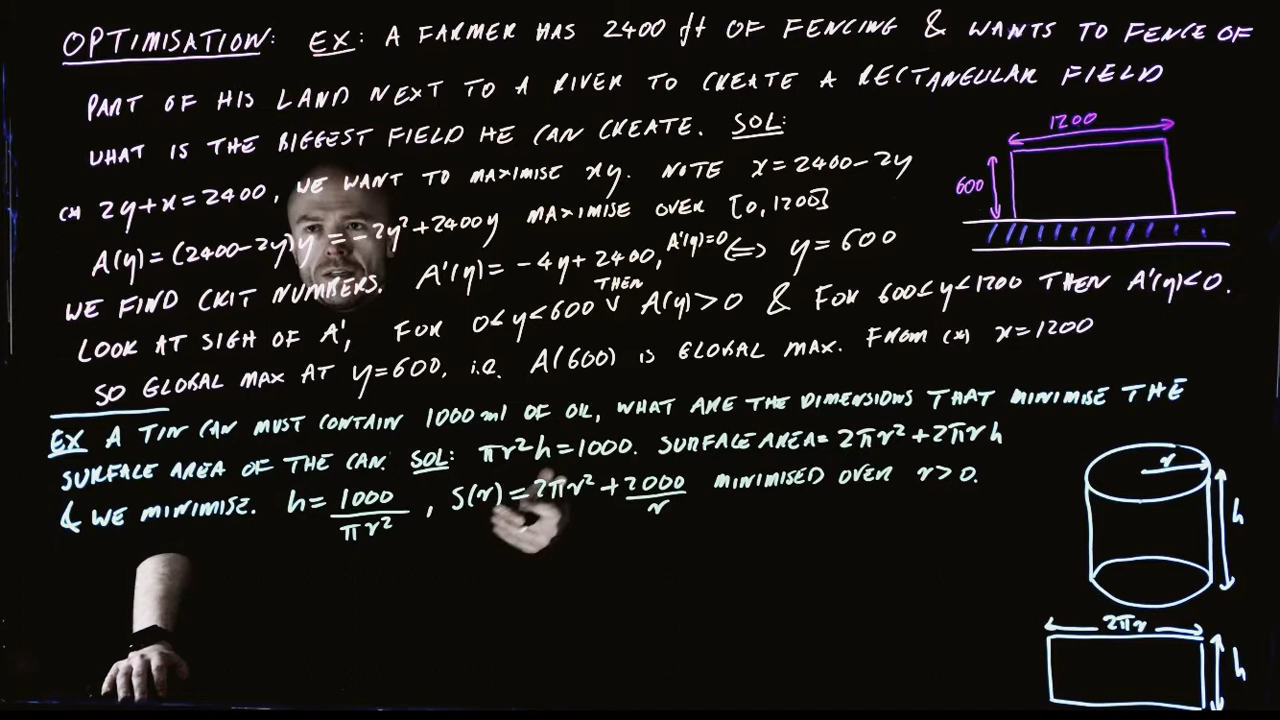 OPTIMISATION: EX: A FARMER HAS 2400 ft OF FENCING & WANTS TO FENCE OF
PART OF HIS LAND NEXT TO A RIVER TO CREATE A RECTANGULAR FIELD
WHAT IS THE BIGGEST FIELD HE CAN CREATE. SOL:
(*) 2y+x=2400, WE WANT TO MAXIMISE xy. NOTE x=2400-2y
A(y)=(2400-2y)y=-2y²+2400y MAXIMISE OVER [0,1200]
WE FIND CRIT NUMBERS. A'(y)=-4y+2400, A'(y)=0 ⇔ y=600
LOOK AT SIGN OF A', FOR 0<y<600 THEN A(y)>0 & FOR 600<y<1200 THEN A'(y)<0.
SO GLOBAL MAX AT y=600, i.e. A(600) IS GLOBAL MAX. FROM (*) x=1200
1200
600
EX A TIN CAN MUST CONTAIN 1000ml OF OIL, WHAT ARE THE DIMENSIONS THAT MINIMISE THE
SURFACE AREA OF THE CAN. SOL: πr²h=1000. SURFACE AREA=2πr²+2πrh
& WE MINIMISE. h=1000/πr², S(r)=2πr²+2000/r MINIMISED OVER r>0.
r
h
2πr
h